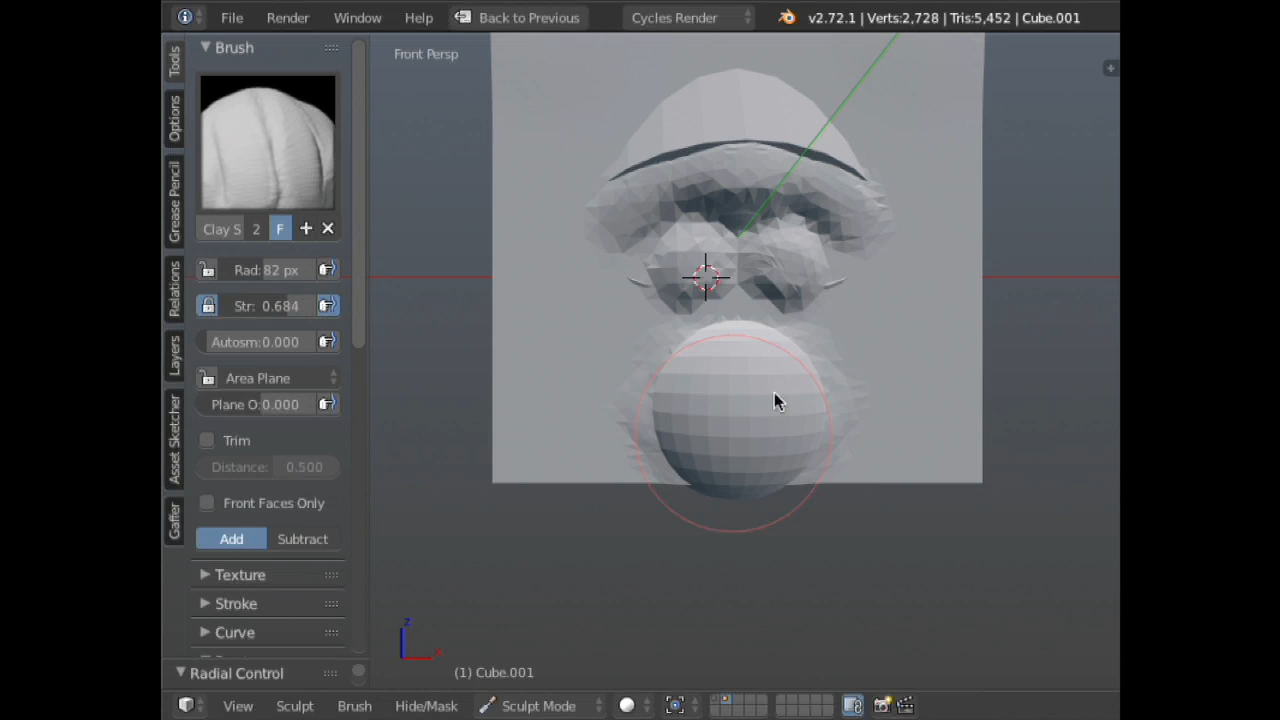 File Render Window Help Back to Previous Cycles Render v2.72.1 | Verts:2,728 | Tris:5,452 | Cube.001
Tools
Options
Grease Pencil
Relations
Layers
Asset Sketcher
Gaffer
Brush
Clay S 2 F
Rad: 82 px
Str: 0.684
Autosm: 0.000
Area Plane
Plane O: 0.000
Trim
Distance: 0.500
Front Faces Only
Add Subtract
Texture
Stroke
Curve
Radial Control
Front Persp
z
x
(1) Cube.001
View Sculpt Brush Hide/Mask Sculpt Mode